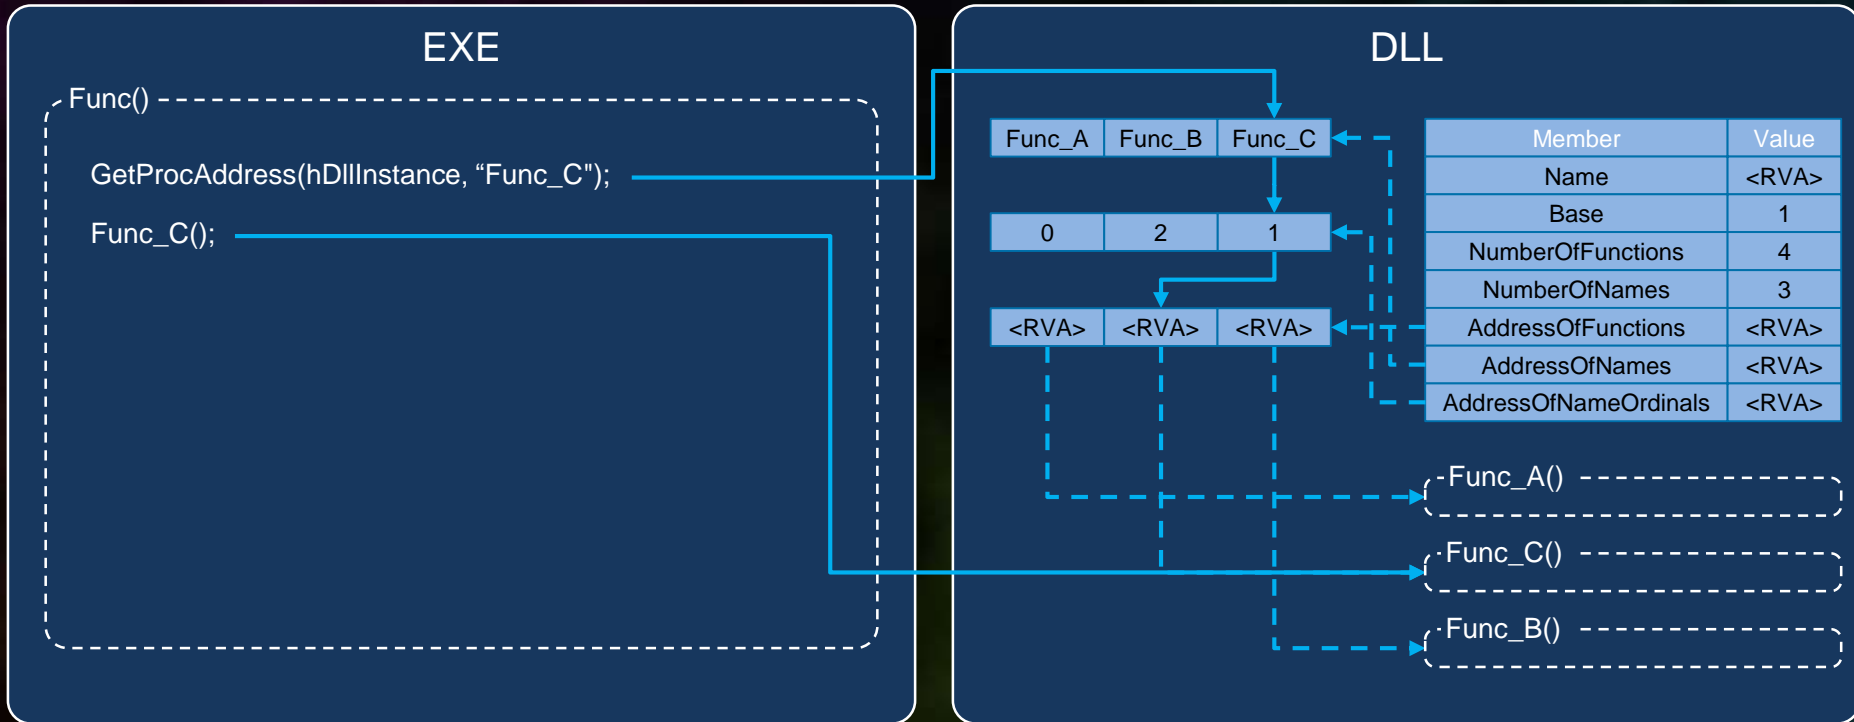 EXE
Func()
GetProcAddress(hDllInstance, “Func_C");
Func_C();
DLL
Func_A Func_B Func_C
0 2 1
<RVA> <RVA> <RVA>
Member Value
Name <RVA>
Base 1
NumberOfFunctions 4
NumberOfNames 3
AddressOfFunctions <RVA>
AddressOfNames <RVA>
AddressOfNameOrdinals <RVA>
Func_A()
Func_C()
Func_B()